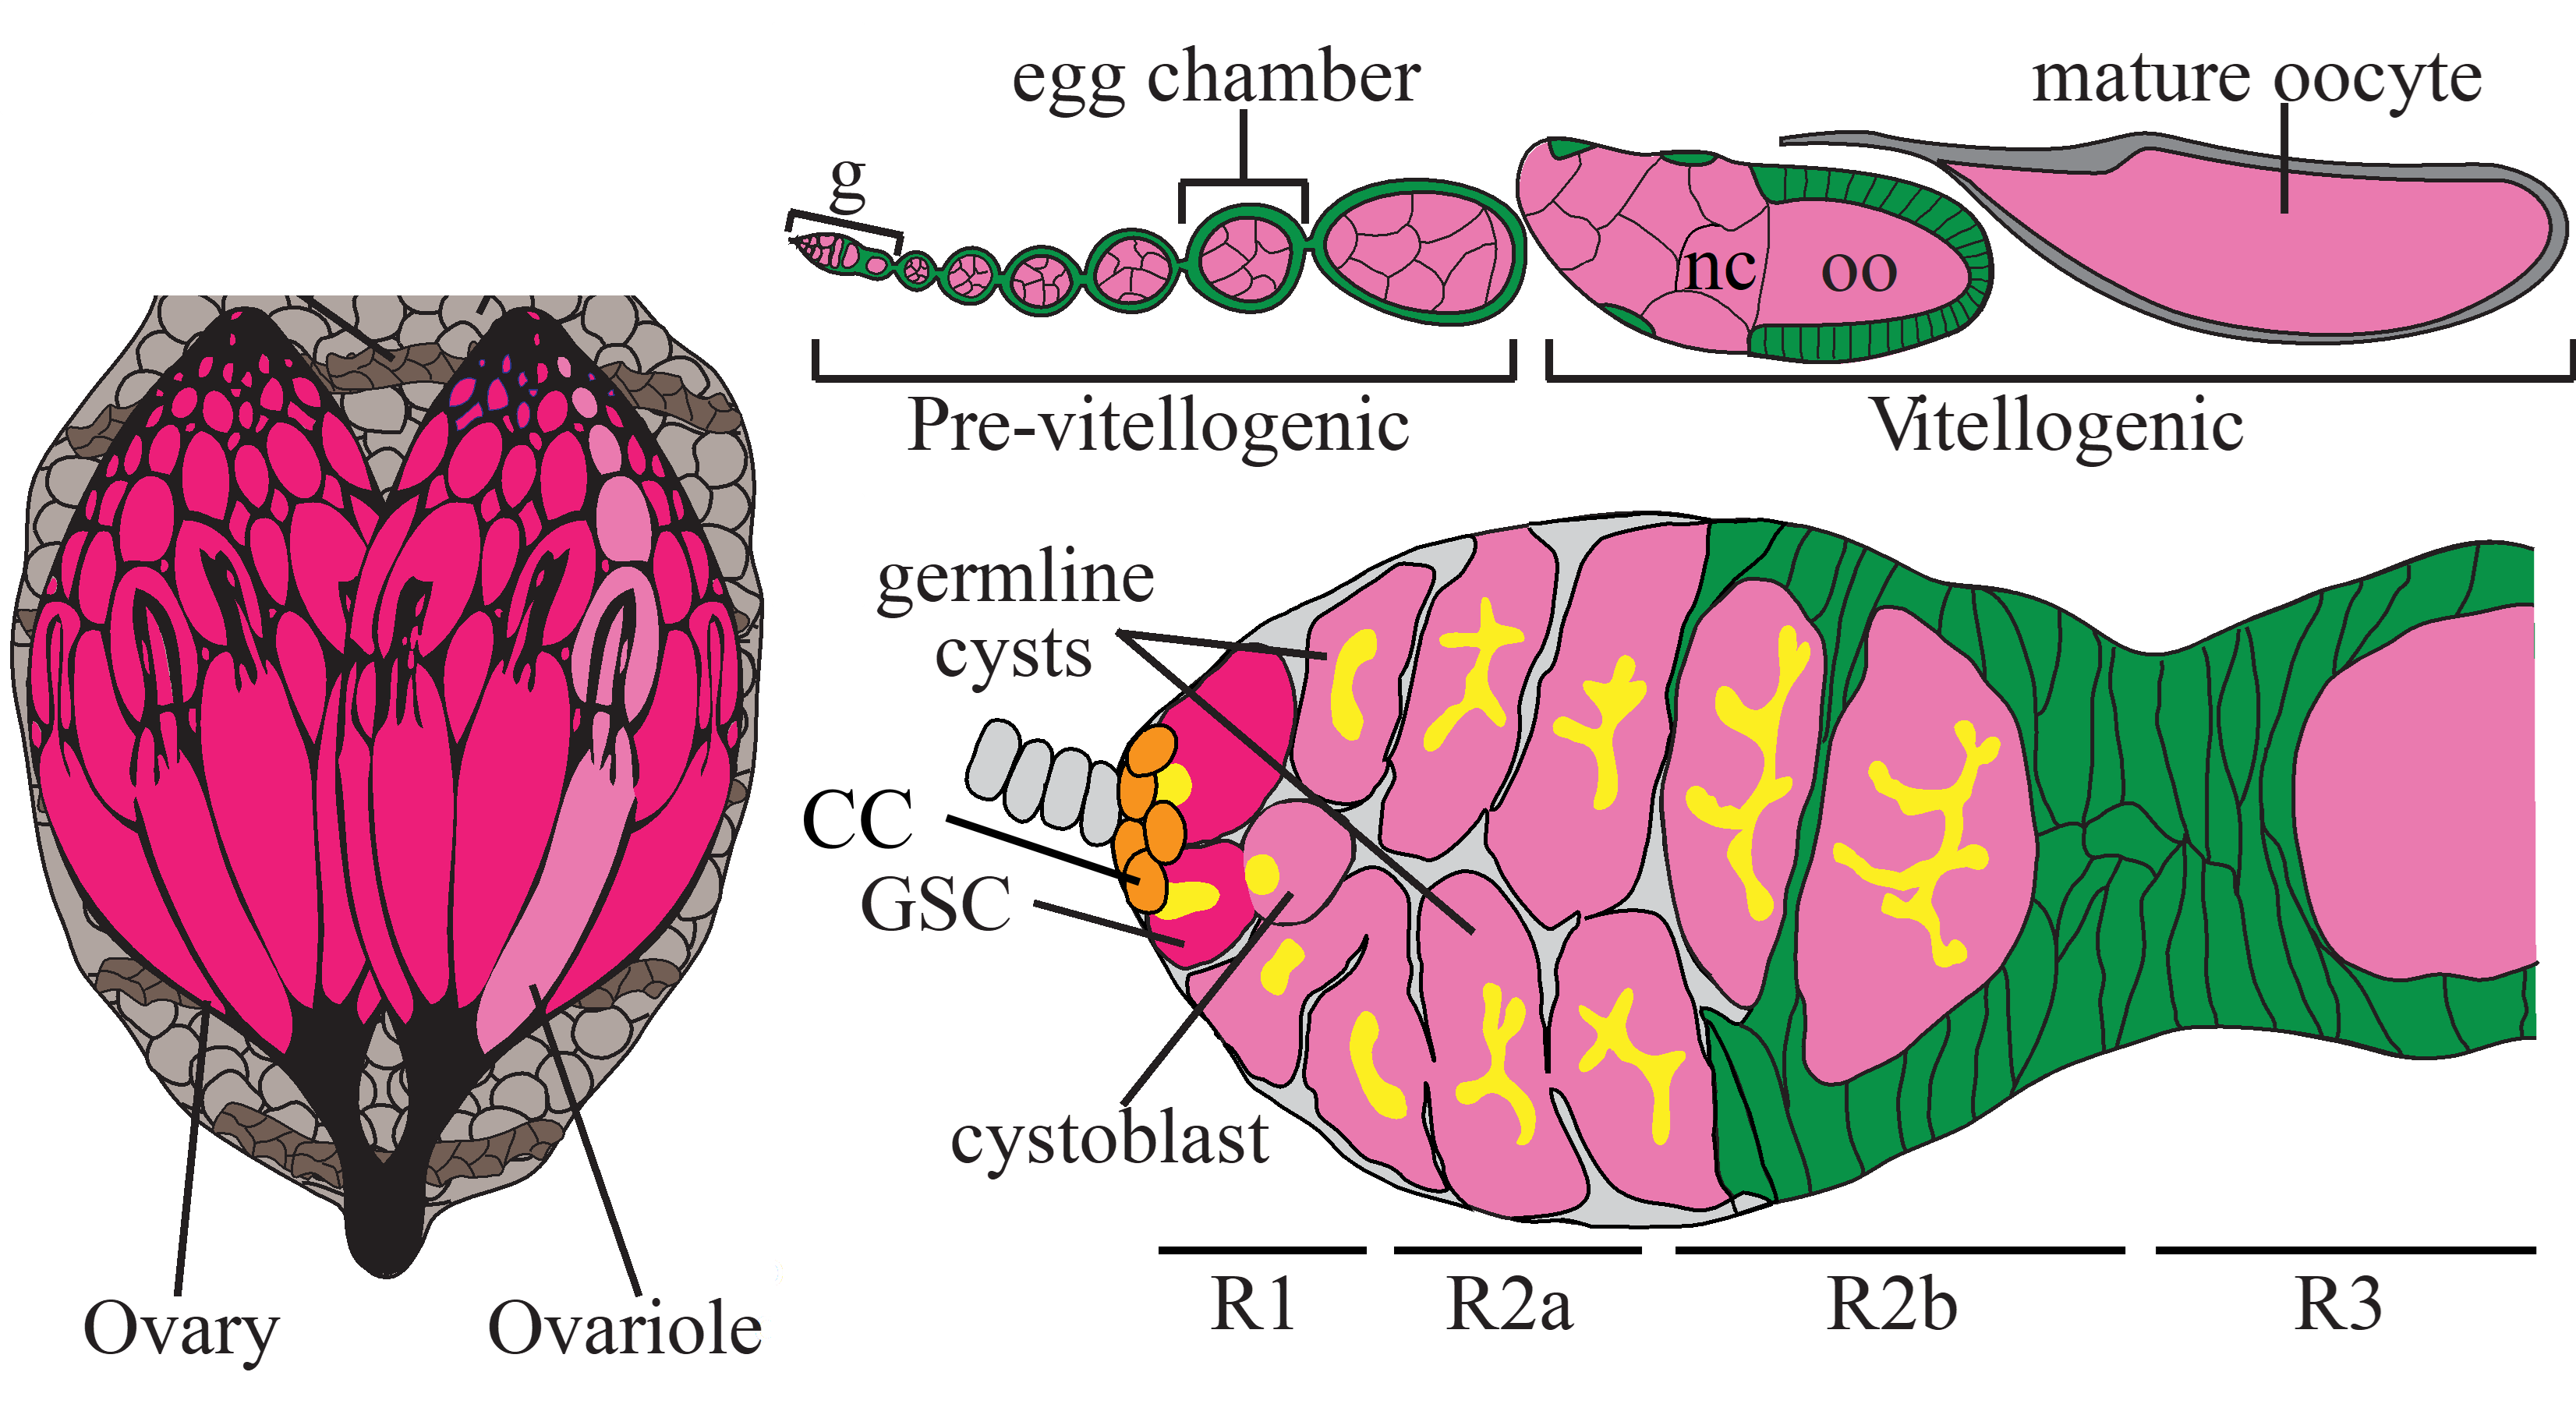 egg chamber
mature oocyte
g
nc
oo
Pre-vitellogenic
Vitellogenic
germline
cysts
CC
GSC
cystoblast
Ovary
Ovariole
R1
R2a
R2b
R3